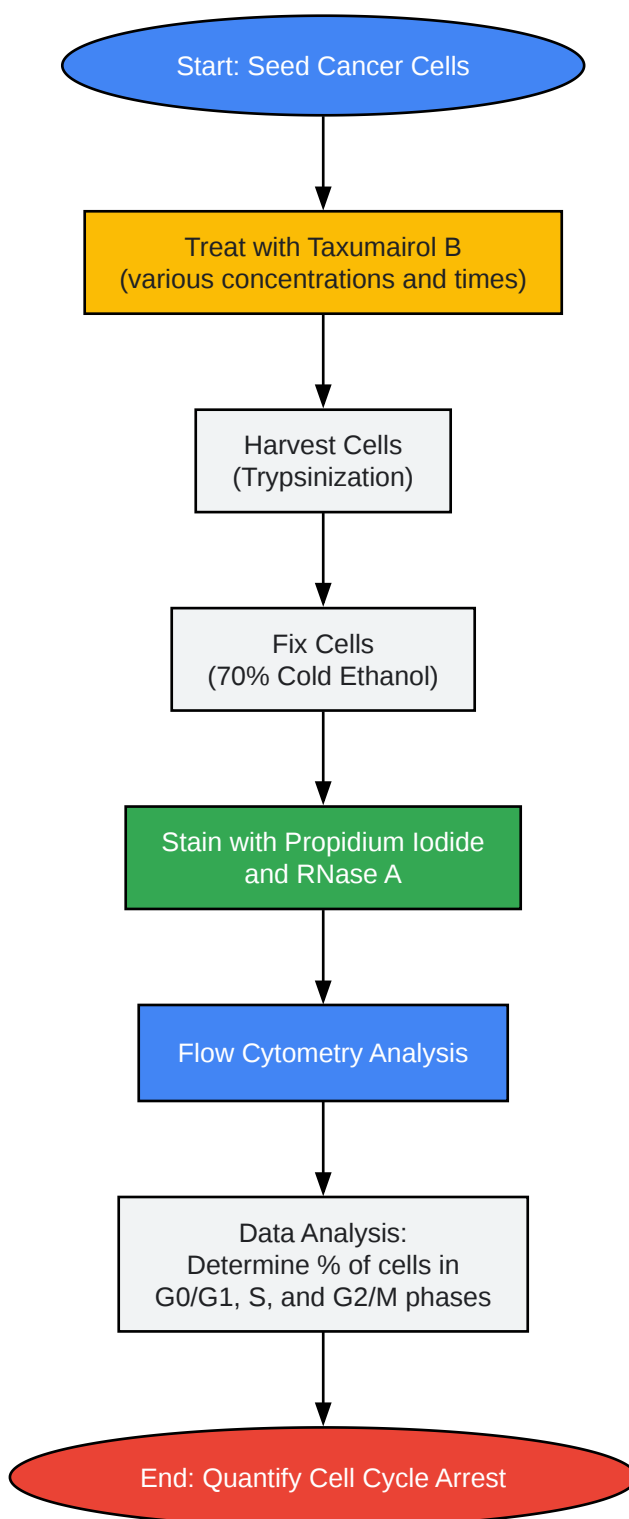 Start: Seed Cancer Cells
Treat with Taxumairol B
(various concentrations and times)
Harvest Cells
(Trypsinization)
Fix Cells
(70% Cold Ethanol)
Stain with Propidium Iodide
and RNase A
Flow Cytometry Analysis
Data Analysis:
Determine % of cells in
G0/G1, S, and G2/M phases
End: Quantify Cell Cycle Arrest